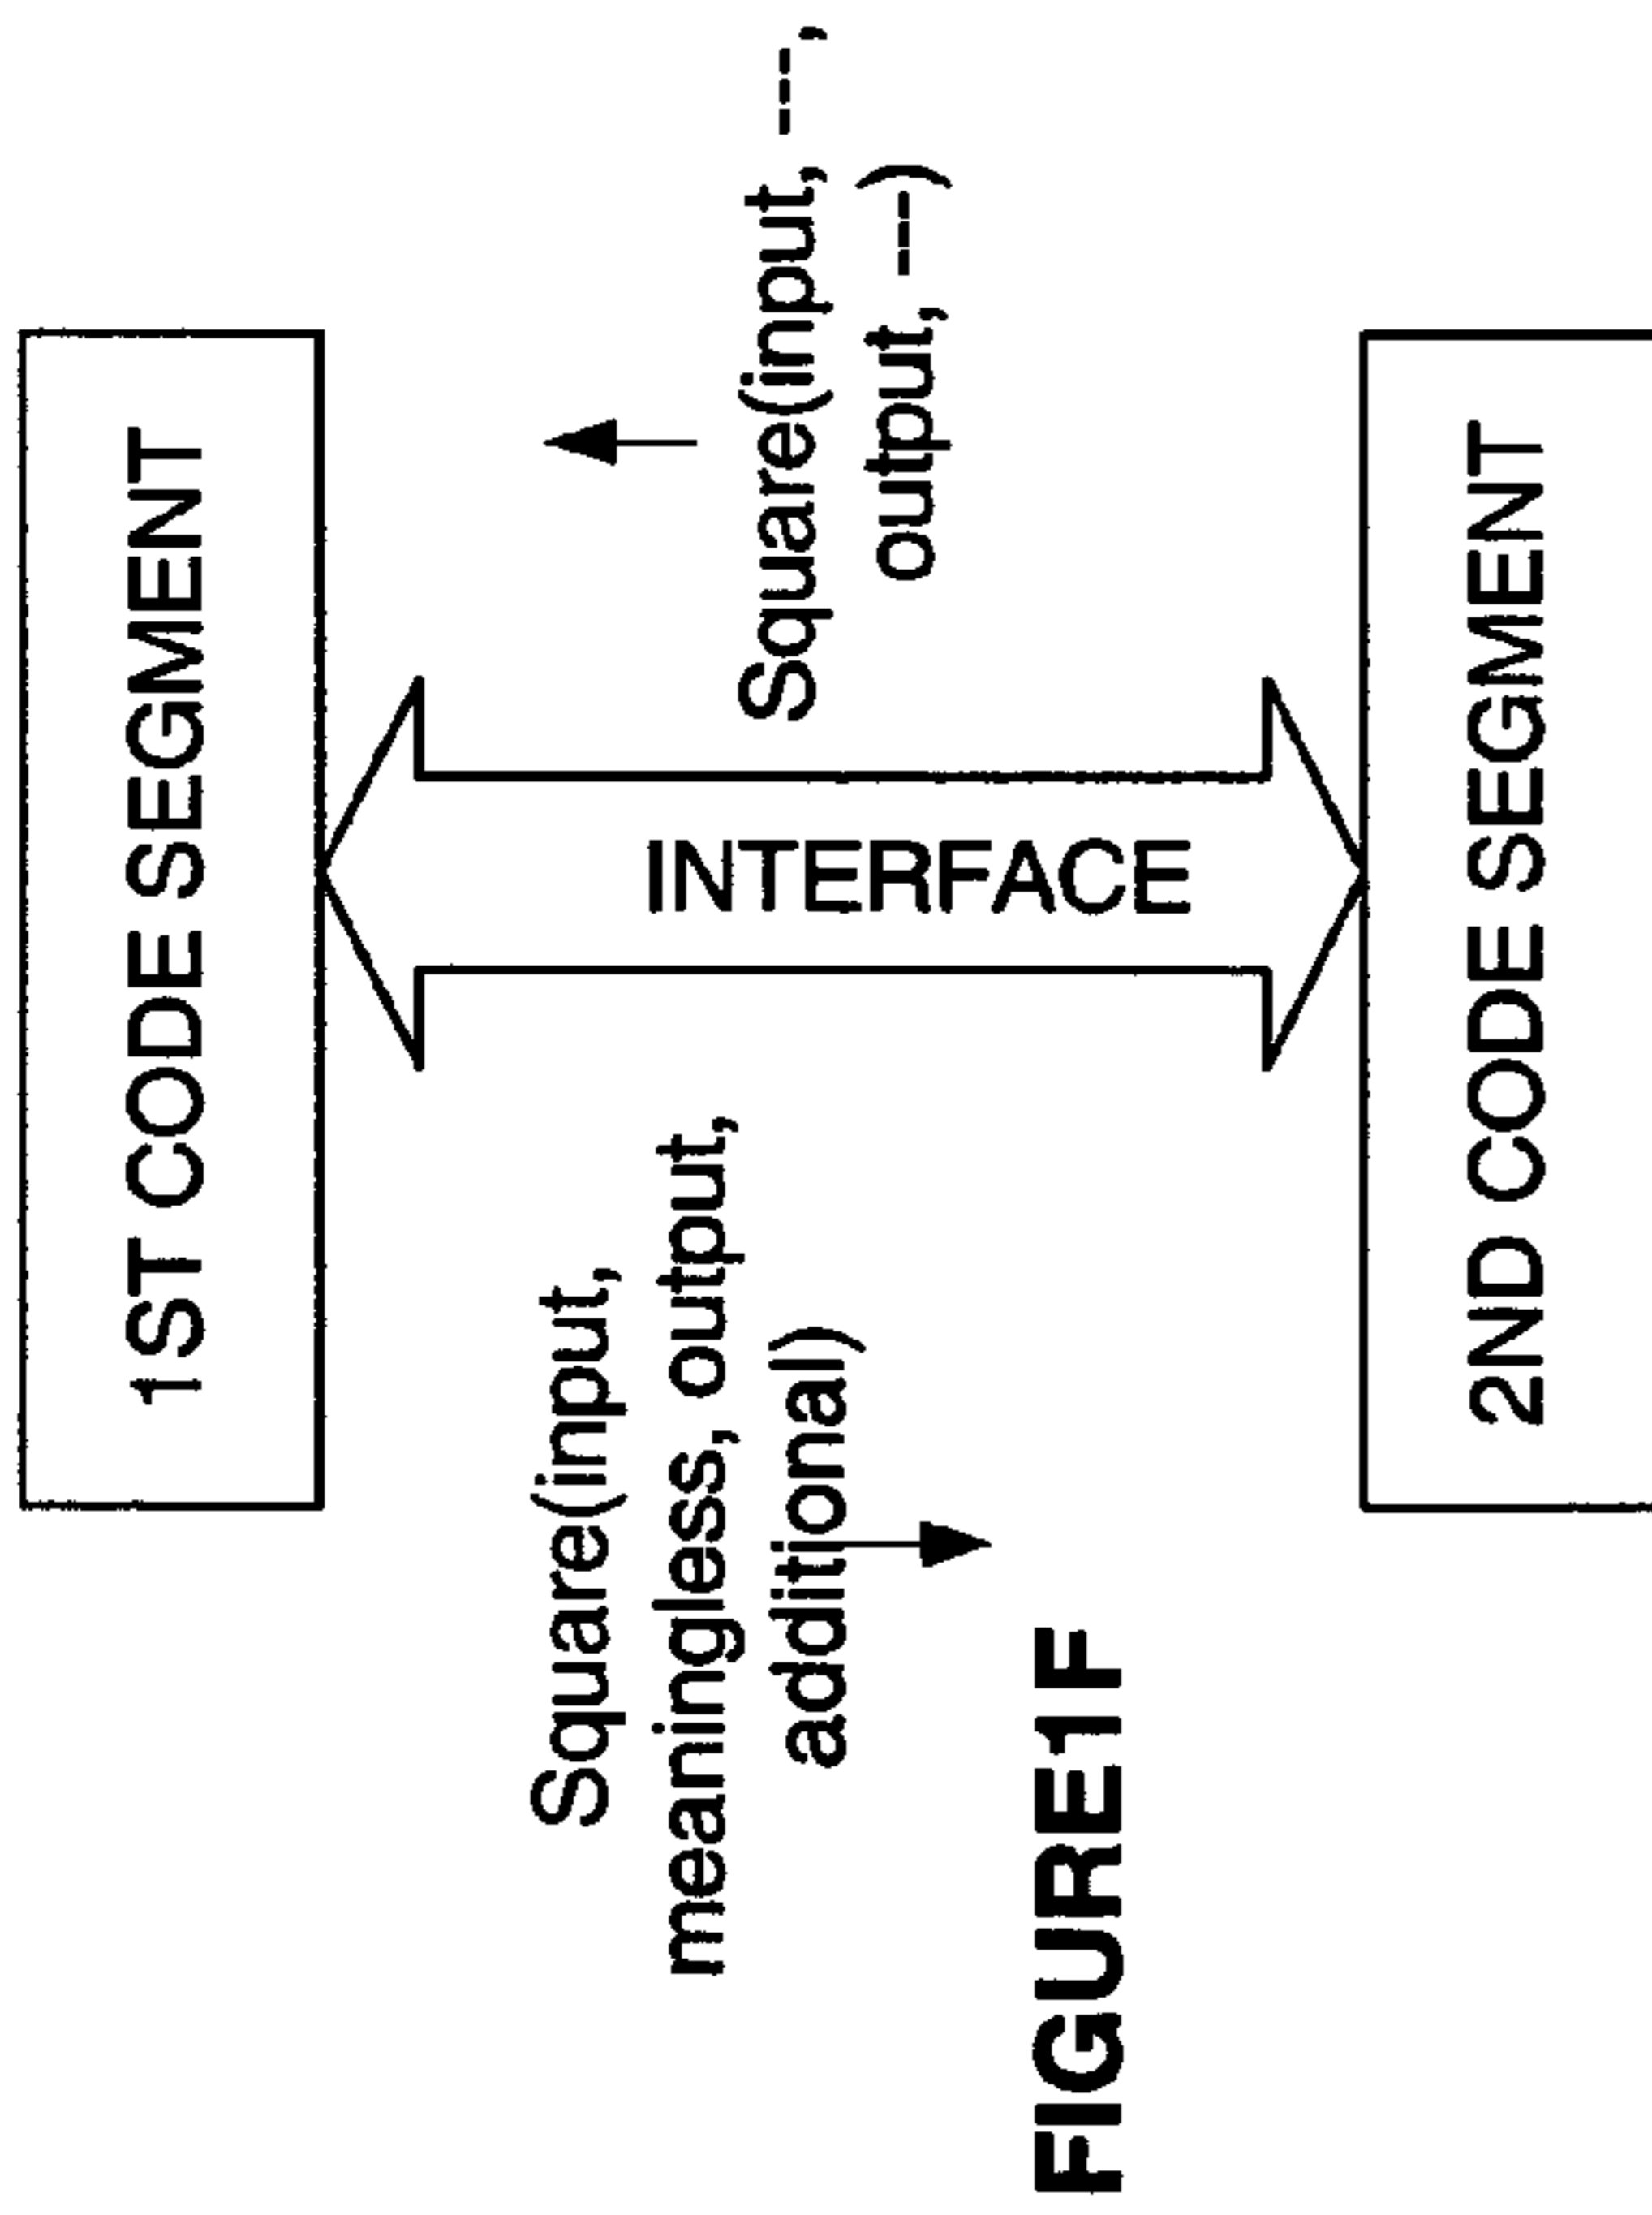 1ST CODE SEGMENT
Square(input,
meaningless, output,
additional)
INTERFACE
Square(input, ---,
output, ---)
2ND CODE SEGMENT
FIGURE1F